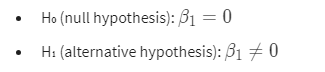 • H₀ (null hypothesis): β₁ = 0
• H₁ (alternative hypothesis): β₁ ≠ 0